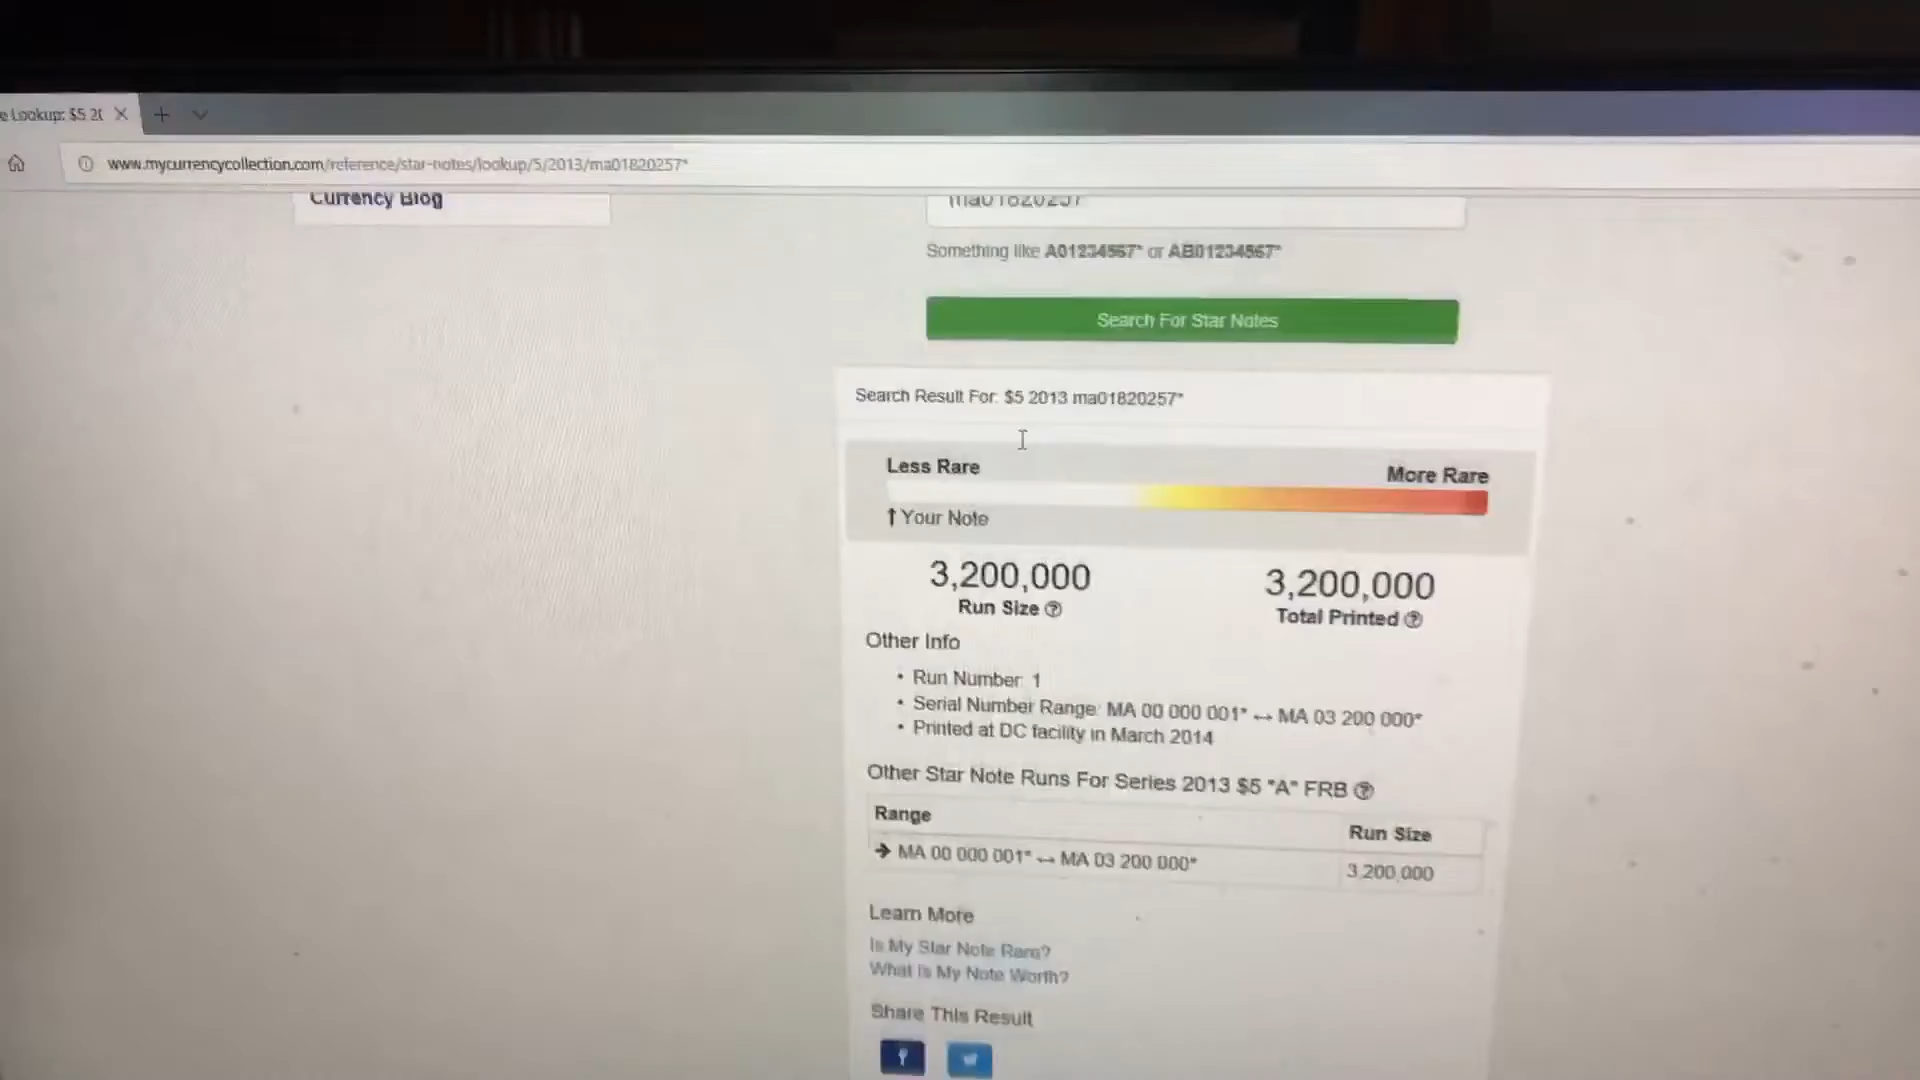 e Lookup: $5 20
www.mycurrencycollection.com/reference/star-notes/lookup/5/2013/ma01820257*
Currency Blog
ma01820257
Something like A01234567* or AB01234567*
Search For Star Notes
Search Result For: $5 2013 ma01820257*
Less Rare
More Rare
↑ Your Note
3,200,000
3,200,000
Run Size
Total Printed
Other Info
• Run Number: 1
• Serial Number Range: MA 00 000 001* ↔ MA 03 200 000*
• Printed at DC facility in March 2014
Other Star Note Runs For Series 2013 $5 "A" FRB
Range
Run Size
→ MA 00 000 001* ↔ MA 03 200 000*
3,200,000
Learn More
Is My Star Note Rare?
What Is My Note Worth?
Share This Result